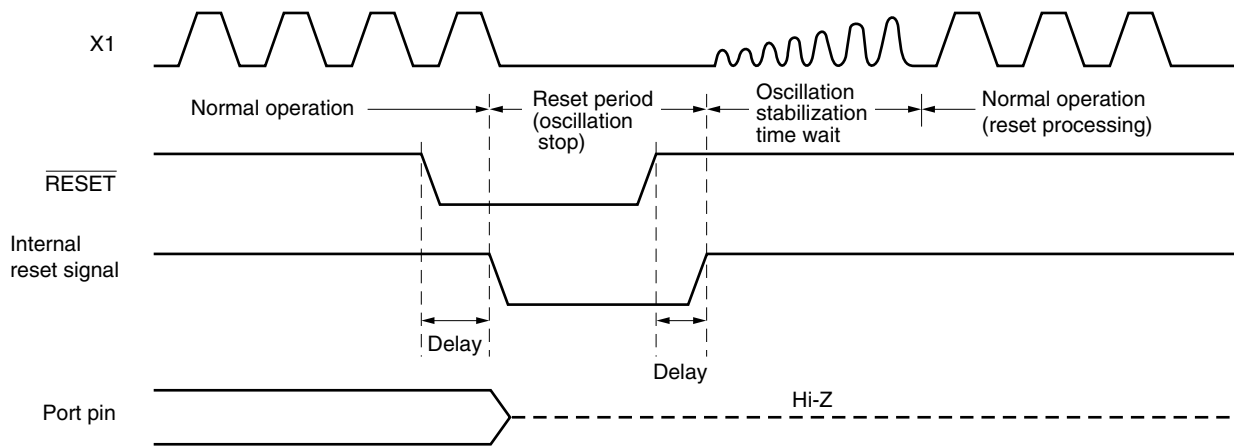 X1
Normal operation
Reset period
(oscillation
stop)
Oscillation
stabilization
time wait
Normal operation
(reset processing)
RESET
Internal
reset signal
Delay
Delay
Port pin
Hi-Z